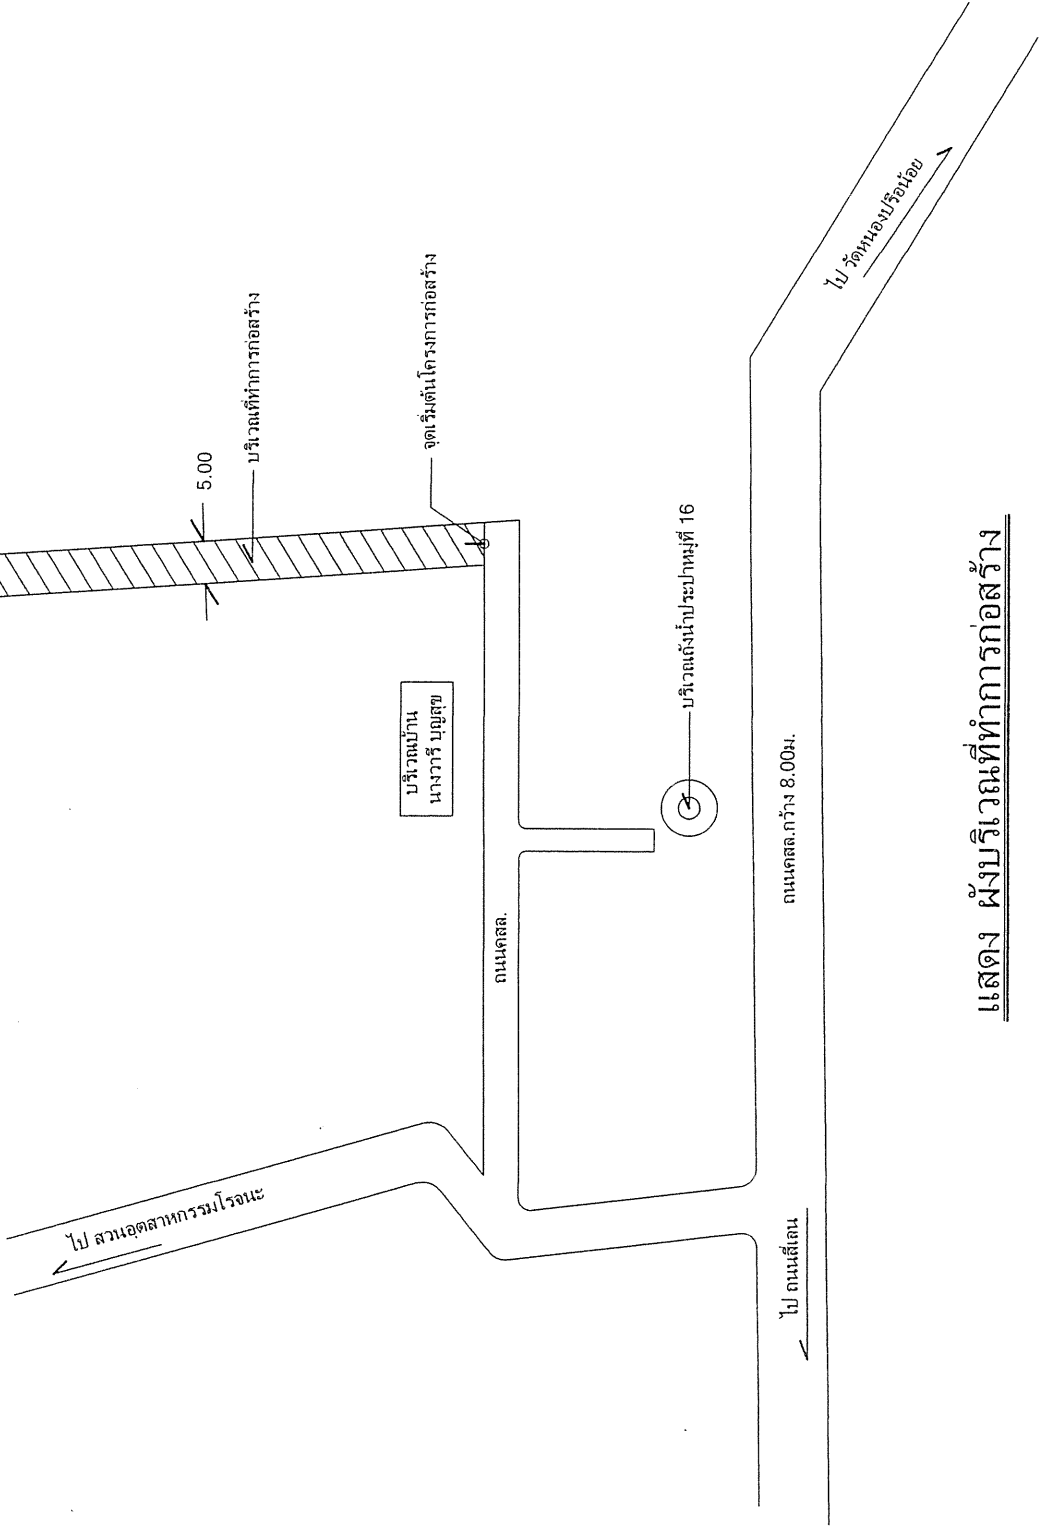 ไป สวนอุตสาหกรรมโรจนะ
5.00
บริเวณที่ทำการก่อสร้าง
จุดเริ่มต้นโครงการก่อสร้าง
บริเวณบ้าน
นางวารี บุญสุข
ถนนคสล.
บริเวณถังน้ำประปาหมู่ที่ 16
ถนนคสล.กว้าง 8.00ม.
ไป ถนนสี่เลน
ไป วัดหนองปรือน้อย
แสดง ผังบริเวณที่ทำการก่อสร้าง